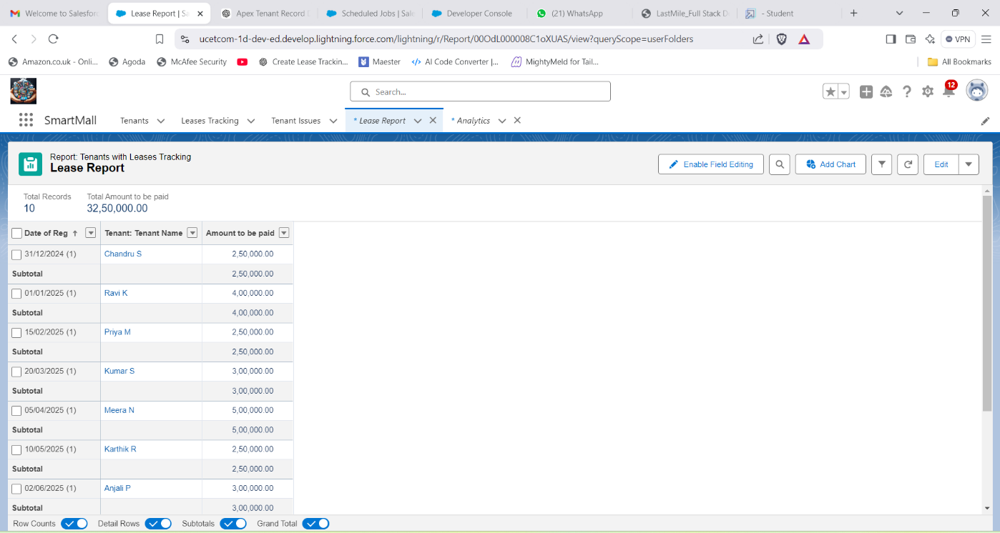 Welcome to Salesforc
Lease Report | Sa
Apex Tenant Record C
Scheduled Jobs | Sale
Developer Console
(21) WhatsApp
LastMile_Full Stack D
- Student
ucetcom-1d-dev-ed.develop.lightning.force.com/lightning/r/Report/00OdL000008C1oXUAS/view?queryScope=userFolders
VPN
Amazon.co.uk - Onli...
Agoda
McAfee Security
Create Lease Trackin...
Maester
AI Code Converter |...
MightyMeld for Tail...
All Bookmarks
Search...
12
SmartMall
Tenants
Leases Tracking
Tenant Issues
* Lease Report
* Analytics
Report: Tenants with Leases Tracking
Lease Report
Enable Field Editing
Add Chart
Edit
Total Records
Total Amount to be paid
10
32,50,000.00
Date of Reg ↑
Tenant: Tenant Name
Amount to be paid
31/12/2024 (1) Chandru S 2,50,000.00
Subtotal 2,50,000.00
01/01/2025 (1) Ravi K 4,00,000.00
Subtotal 4,00,000.00
15/02/2025 (1) Priya M 2,50,000.00
Subtotal 2,50,000.00
20/03/2025 (1) Kumar S 3,00,000.00
Subtotal 3,00,000.00
05/04/2025 (1) Meera N 5,00,000.00
Subtotal 5,00,000.00
10/05/2025 (1) Karthik R 2,50,000.00
Subtotal 2,50,000.00
02/06/2025 (1) Anjali P 3,00,000.00
Subtotal 3,00,000.00
Row Counts
Detail Rows
Subtotals
Grand Total